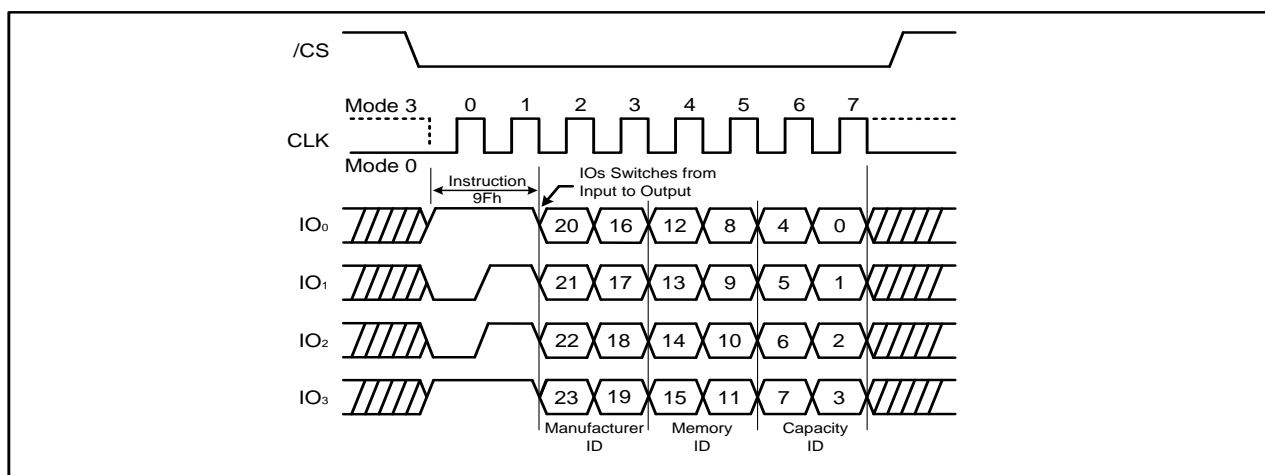 /CS
Mode 3 0 1 2 3 4 5 6 7
CLK
Mode 0
Instruction
9Fh
IOs Switches from
Input to Output
IO₀ 20 16 12 8 4 0
IO₁ 21 17 13 9 5 1
IO₂ 22 18 14 10 6 2
IO₃ 23 19 15 11 7 3
Manufacturer Memory Capacity
ID ID ID